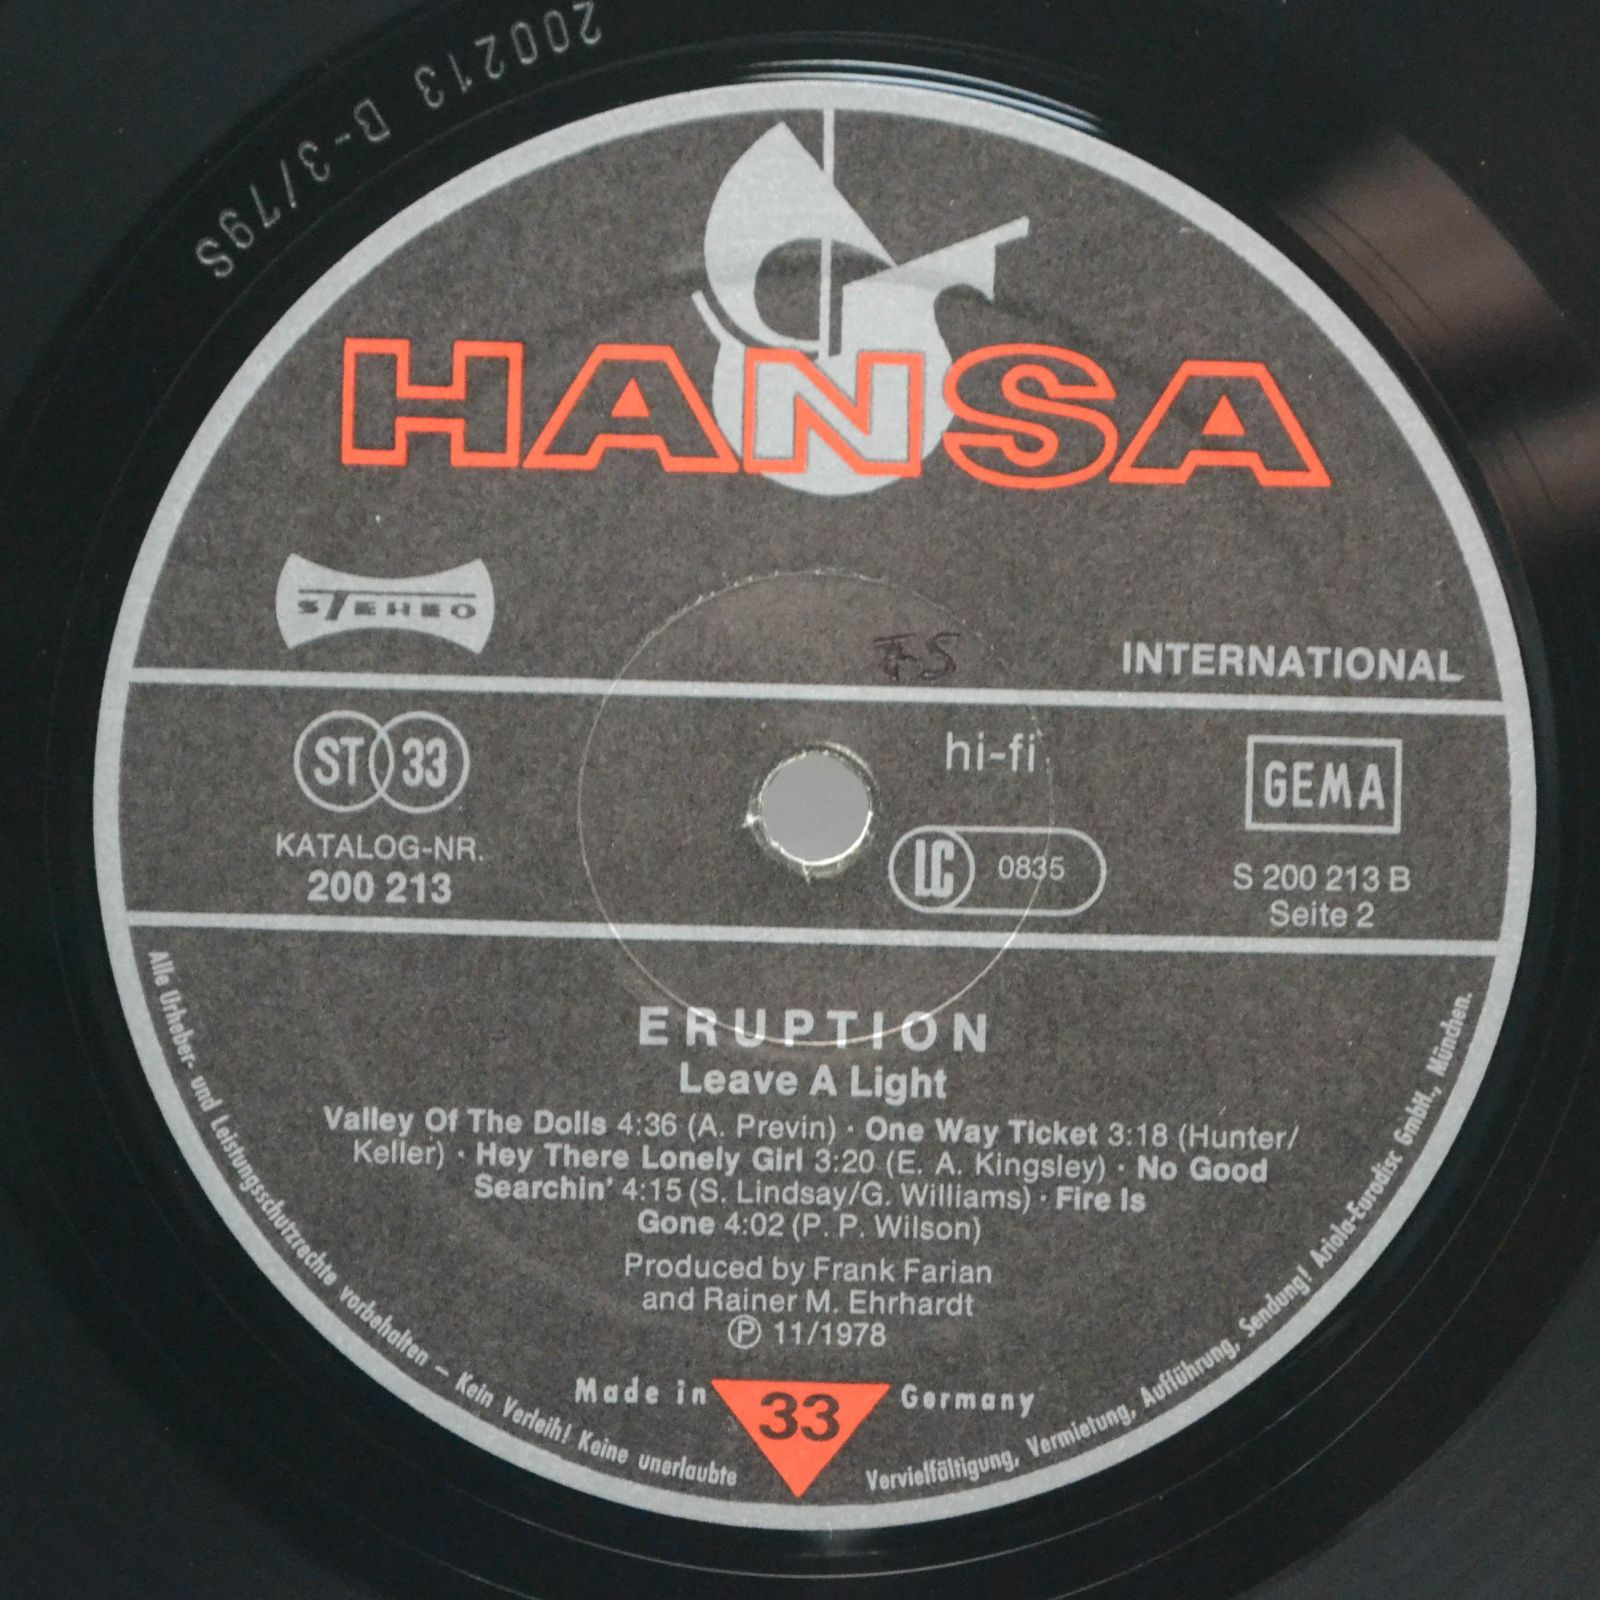 200213 B-3/79S
HANSA
STEREO
FS
INTERNATIONAL
ST 33
hi-fi
GEMA
KATALOG-NR.
200 213
LC 0835
S 200 213 B
Seite 2
ERUPTION
Leave A Light
Valley Of The Dolls 4:36 (A. Previn) · One Way Ticket 3:18 (Hunter/
Keller) · Hey There Lonely Girl 3:20 (E. A. Kingsley) · No Good
Searchin' 4:15 (S. Lindsay/G. Williams) · Fire Is
Gone 4:02 (P. P. Wilson)
Produced by Frank Farian
and Rainer M. Ehrhardt
Ⓟ 11/1978
Made in 33 Germany
Alle Urheber- und Leistungsschutzrechte vorbehalten – Kein Verleih! Keine unerlaubte Vervielfältigung, Vermietung, Aufführung, Sendung! Ariola-Eurodisc GmbH., München.